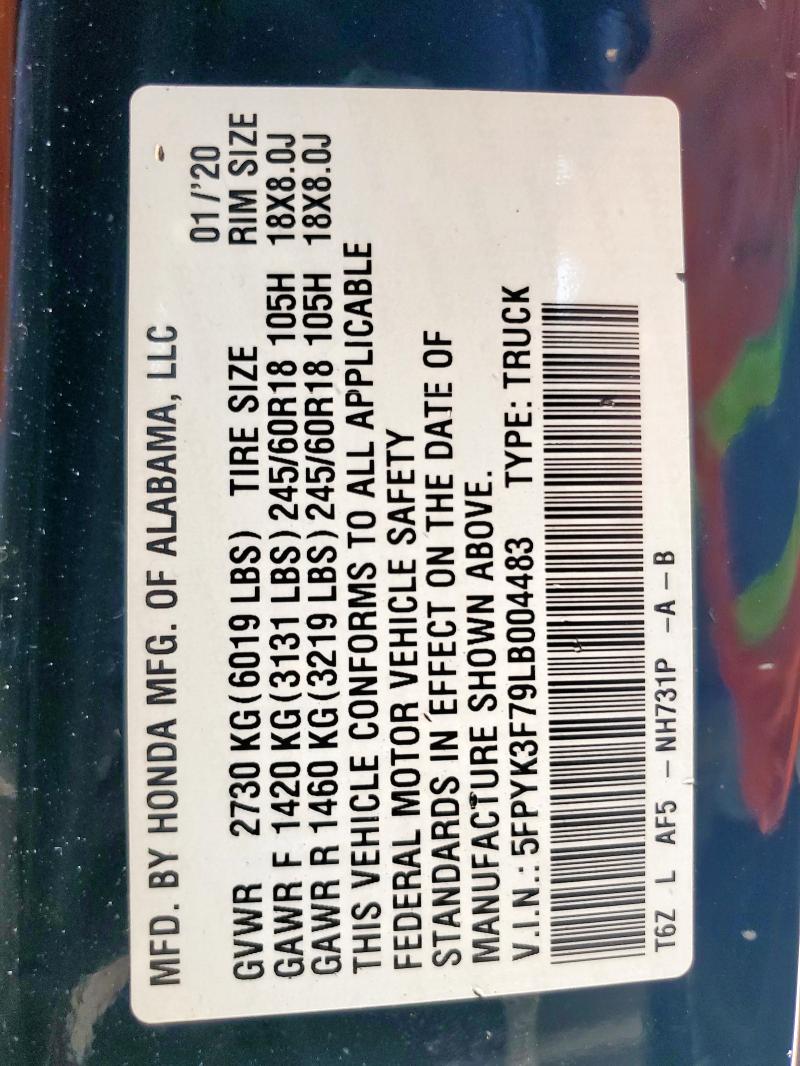 MFD. BY HONDA MFG. OF ALABAMA, LLC
01/'20
GVWR 2730 KG(6019 LBS) TIRE SIZE RIM SIZE
GAWR F 1420 KG(3131 LBS)245/60R18 105H 18X8.0J
GAWR R 1460 KG(3219 LBS)245/60R18 105H 18X8.0J
THIS VEHICLE CONFORMS TO ALL APPLICABLE
FEDERAL MOTOR VEHICLE SAFETY
STANDARDS IN EFFECT ON THE DATE OF
MANUFACTURE SHOWN ABOVE.
V.I.N.: 5FPYK3F79LB004483 TYPE: TRUCK
T6Z L AF5 -NH731P -A-B